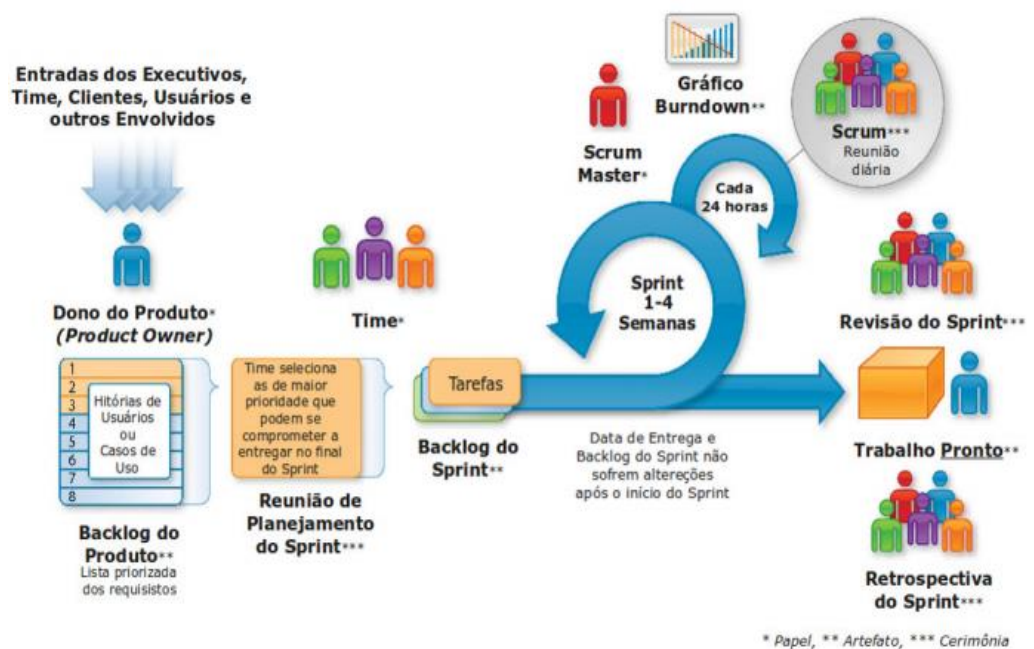 Entradas dos Executivos,
Time, Clientes, Usuários e
outros Envolvidos
Dono do Produto*
(Product Owner)
1
2
3
4
5
6
7
8
Hitórias de
Usuários
ou
Casos de
Uso
Backlog do
Produto**
Lista priorizada
dos requisistos
Time*
Time seleciona
as de maior
prioridade que
podem se
comprometer a
entregar no final
do Sprint
Reunião de
Planejamento
do Sprint***
Tarefas
Backlog do
Sprint**
Scrum
Master*
Gráfico
Burndown**
Scrum***
Reunião
diária
Cada
24 horas
Sprint
1-4
Semanas
Data de Entrega e
Backlog do Sprint não
sofrem altereções
após o início do Sprint
Revisão do Sprint***
Trabalho Pronto**
Retrospectiva
do Sprint***
* Papel, ** Artefato, *** Cerimônia